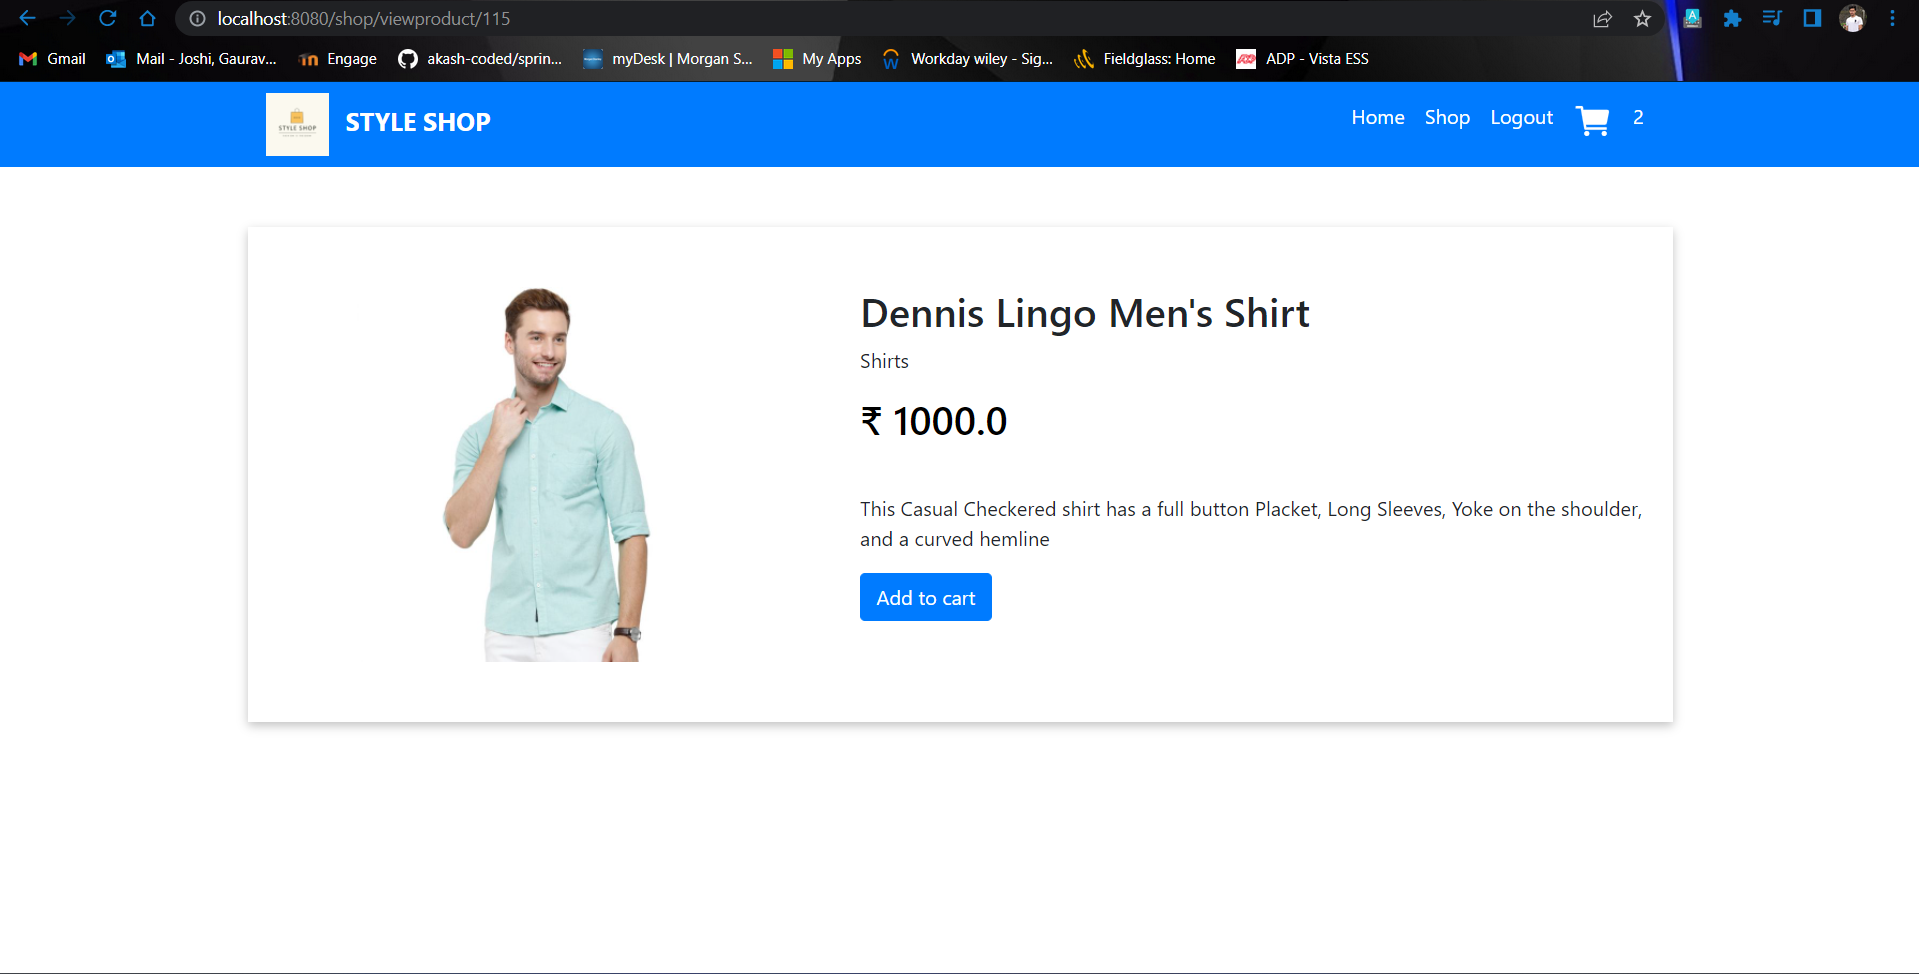 localhost:8080/shop/viewproduct/115
Gmail
Mail - Joshi, Gaurav...
Engage
akash-coded/sprin...
myDesk | Morgan S...
My Apps
Workday wiley - Sig...
Fieldglass: Home
ADP - Vista ESS
STYLE SHOP
STYLE SHOP
Home
Shop
Logout
2
Dennis Lingo Men's Shirt
Shirts
₹ 1000.0
This Casual Checkered shirt has a full button Placket, Long Sleeves, Yoke on the shoulder,
and a curved hemline
Add to cart